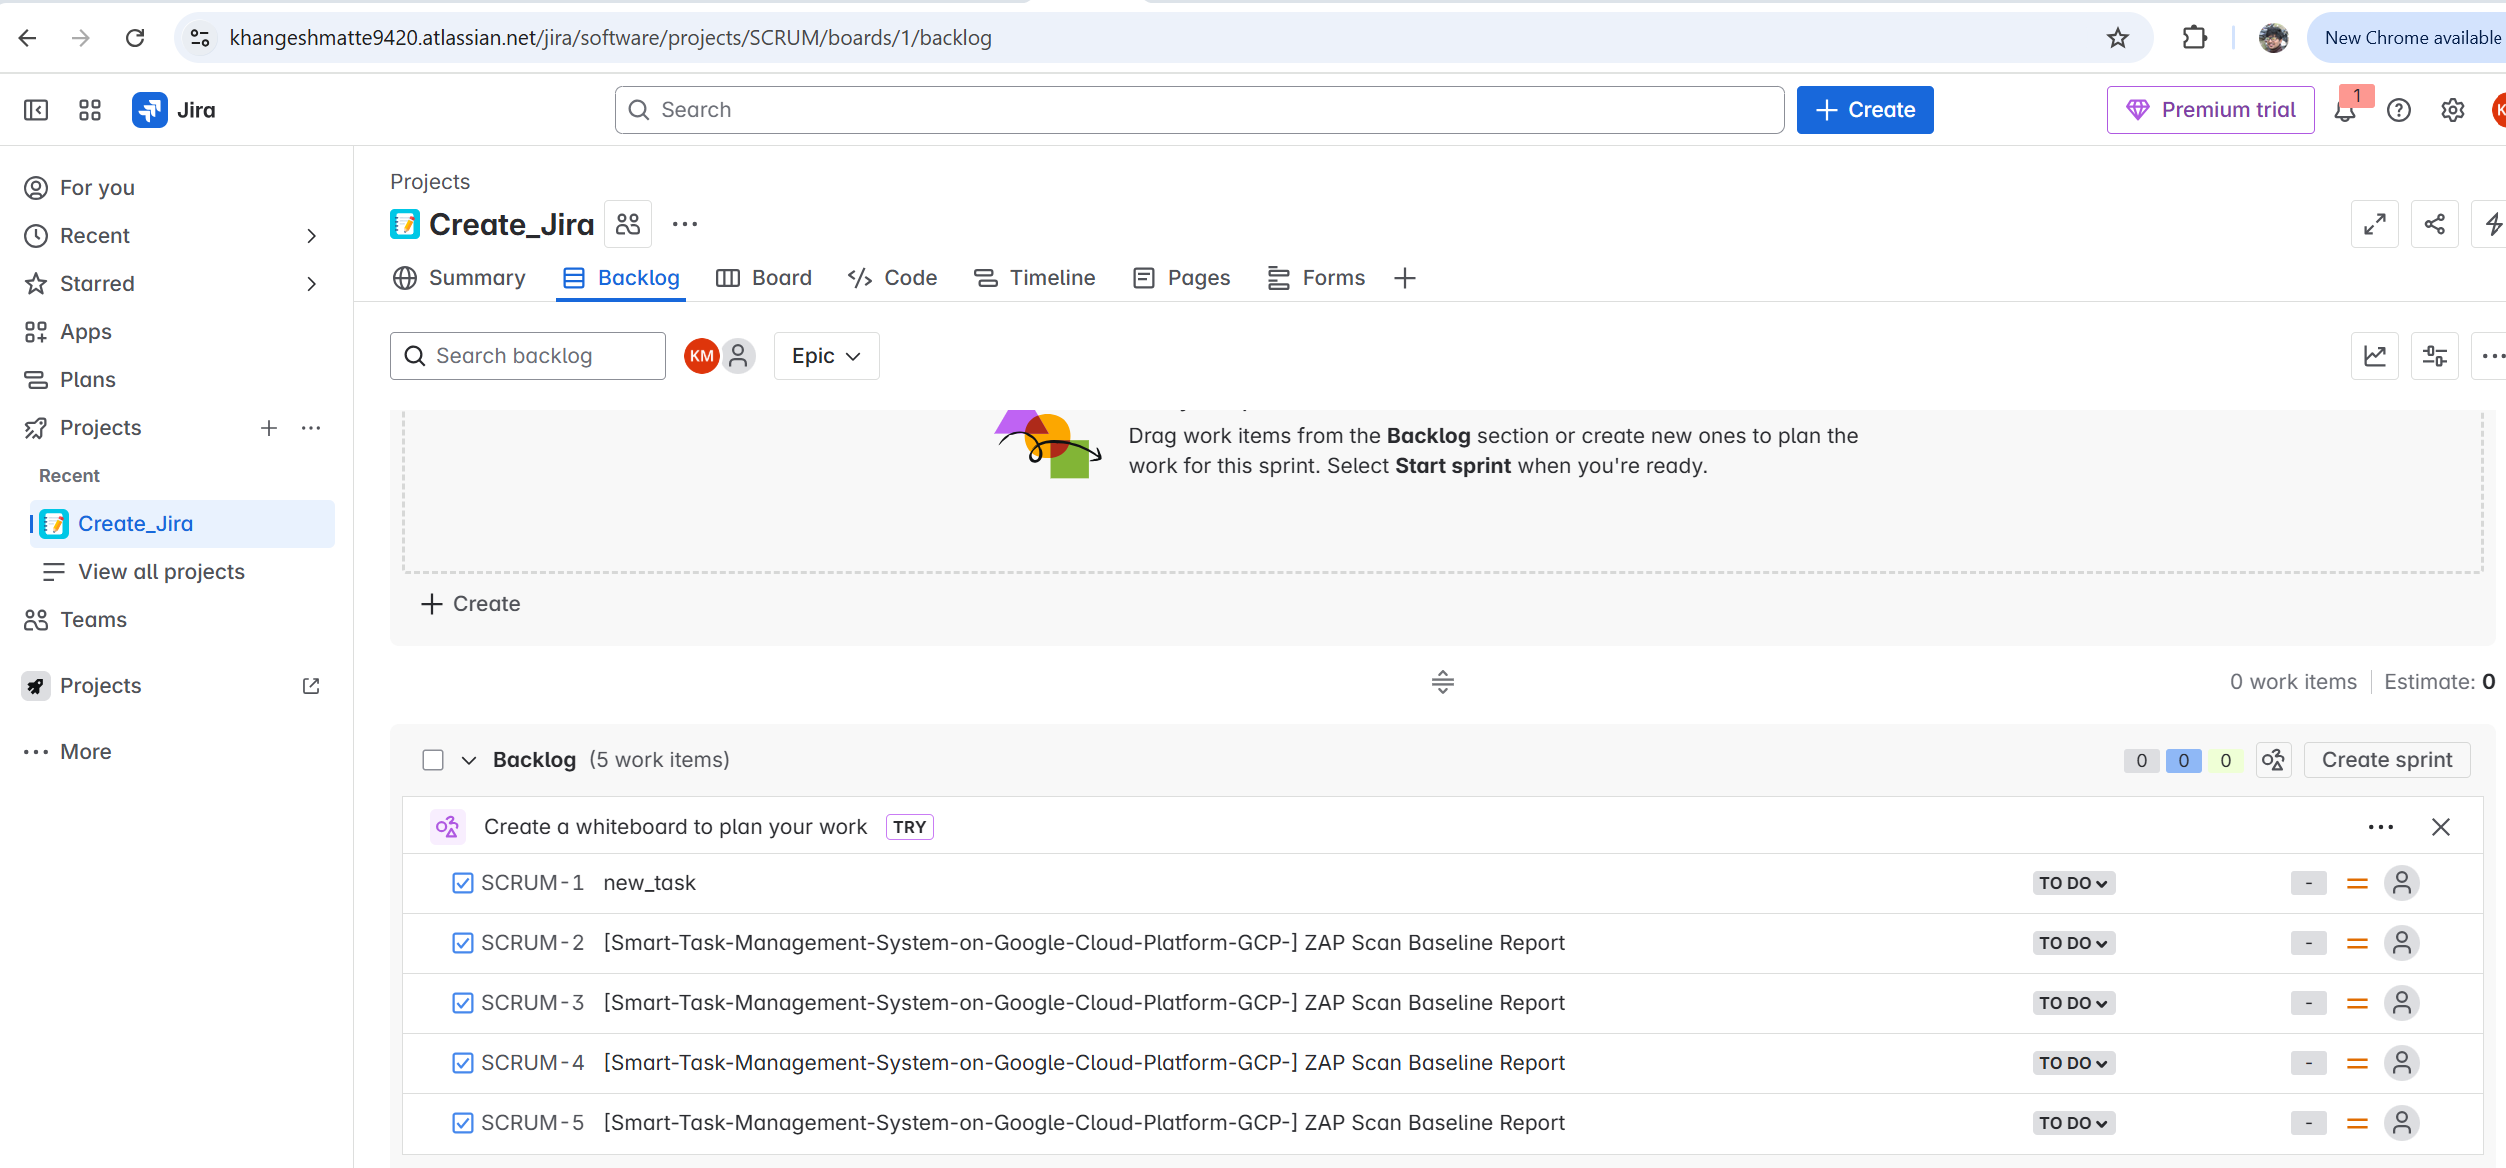 khangeshmatte9420.atlassian.net/jira/software/projects/SCRUM/boards/1/backlog
New Chrome available
Jira
Search
Create
Premium trial
1
K
For you
Recent
Starred
Apps
Plans
Projects
Recent
Create_Jira
View all projects
Teams
Projects
More
Projects
Create_Jira
Summary
Backlog
Board
Code
Timeline
Pages
Forms
Search backlog
KM
Epic
Drag work items from the Backlog section or create new ones to plan the
work for this sprint. Select Start sprint when you're ready.
Create
0 work items
Estimate: 0
Backlog (5 work items)
0 0 0
Create sprint
Create a whiteboard to plan your work TRY
SCRUM-1 new_task TO DO -
SCRUM-2 [Smart-Task-Management-System-on-Google-Cloud-Platform-GCP-] ZAP Scan Baseline Report TO DO -
SCRUM-3 [Smart-Task-Management-System-on-Google-Cloud-Platform-GCP-] ZAP Scan Baseline Report TO DO -
SCRUM-4 [Smart-Task-Management-System-on-Google-Cloud-Platform-GCP-] ZAP Scan Baseline Report TO DO -
SCRUM-5 [Smart-Task-Management-System-on-Google-Cloud-Platform-GCP-] ZAP Scan Baseline Report TO DO -